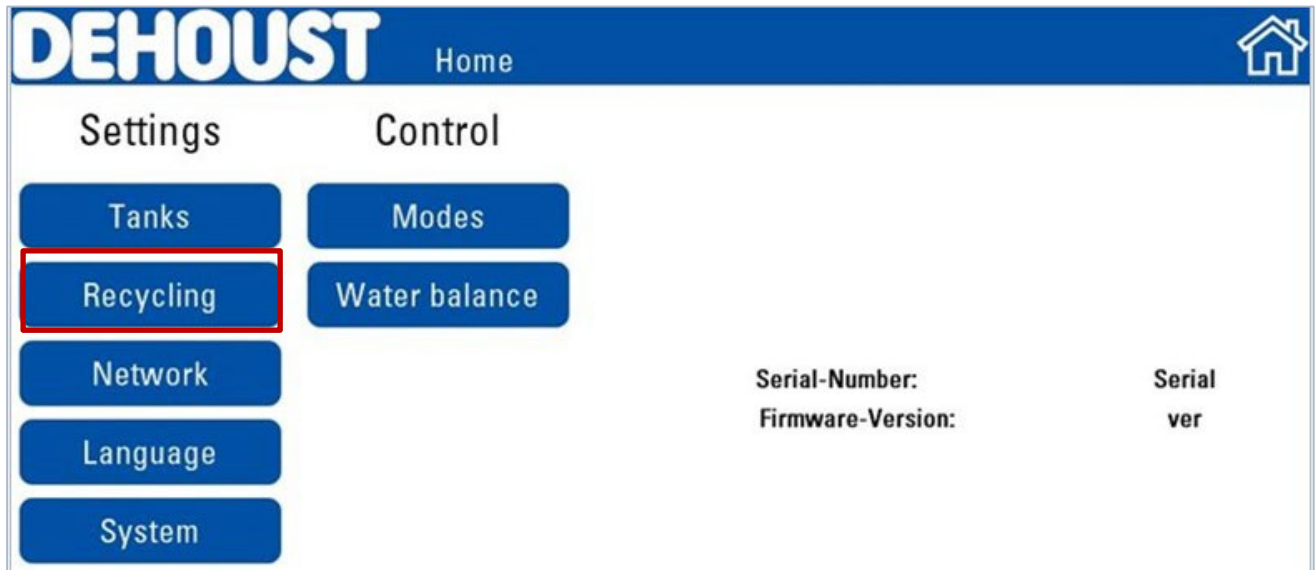 DEHOUST Home
Settings Control
Tanks Modes
Recycling Water balance
Network
Serial-Number: Serial
Firmware-Version: ver
Language
System